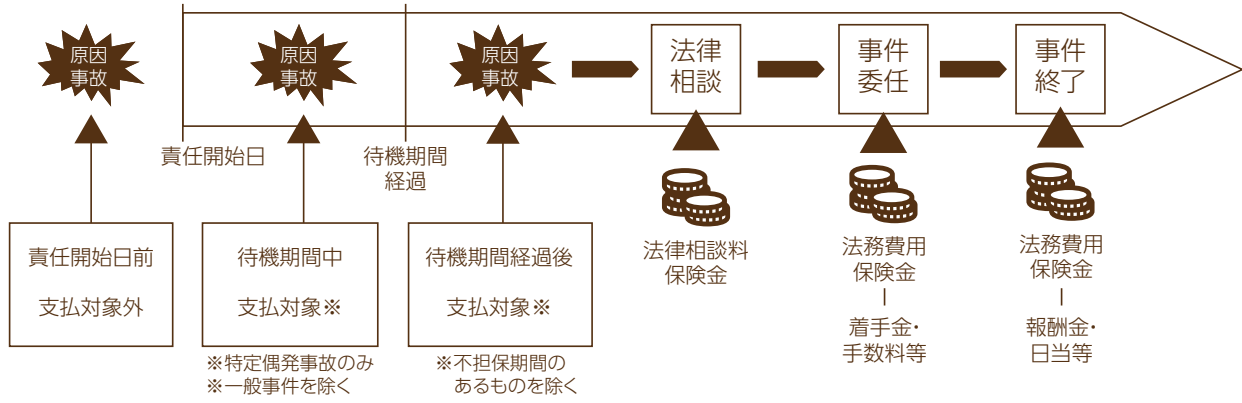 原因
事故
原因
事故
原因
事故
法律
相談
事件
委任
事件
終了
責任開始日
待機期間
経過
責任開始日前
支払対象外
待機期間中
支払対象※
※特定偶発事故のみ
※一般事件を除く
待機期間経過後
支払対象※
※不担保期間の
あるものを除く
法律相談料
保険金
法務費用
保険金
着手金・
手数料等
法務費用
保険金
報酬金・
日当等